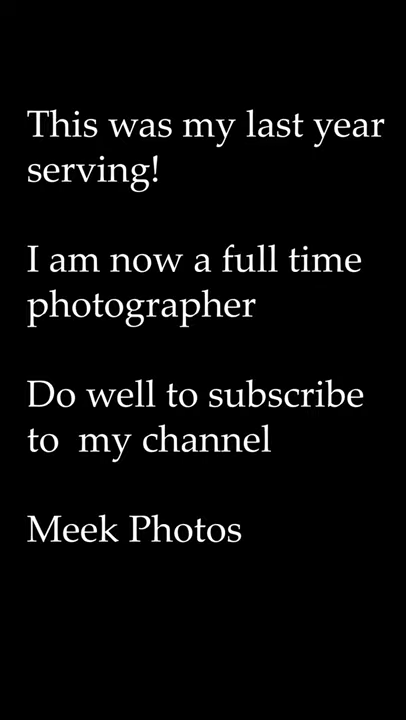 This was my last year
serving!
I am now a full time
photographer
Do well to subscribe
to  my channel
Meek Photos